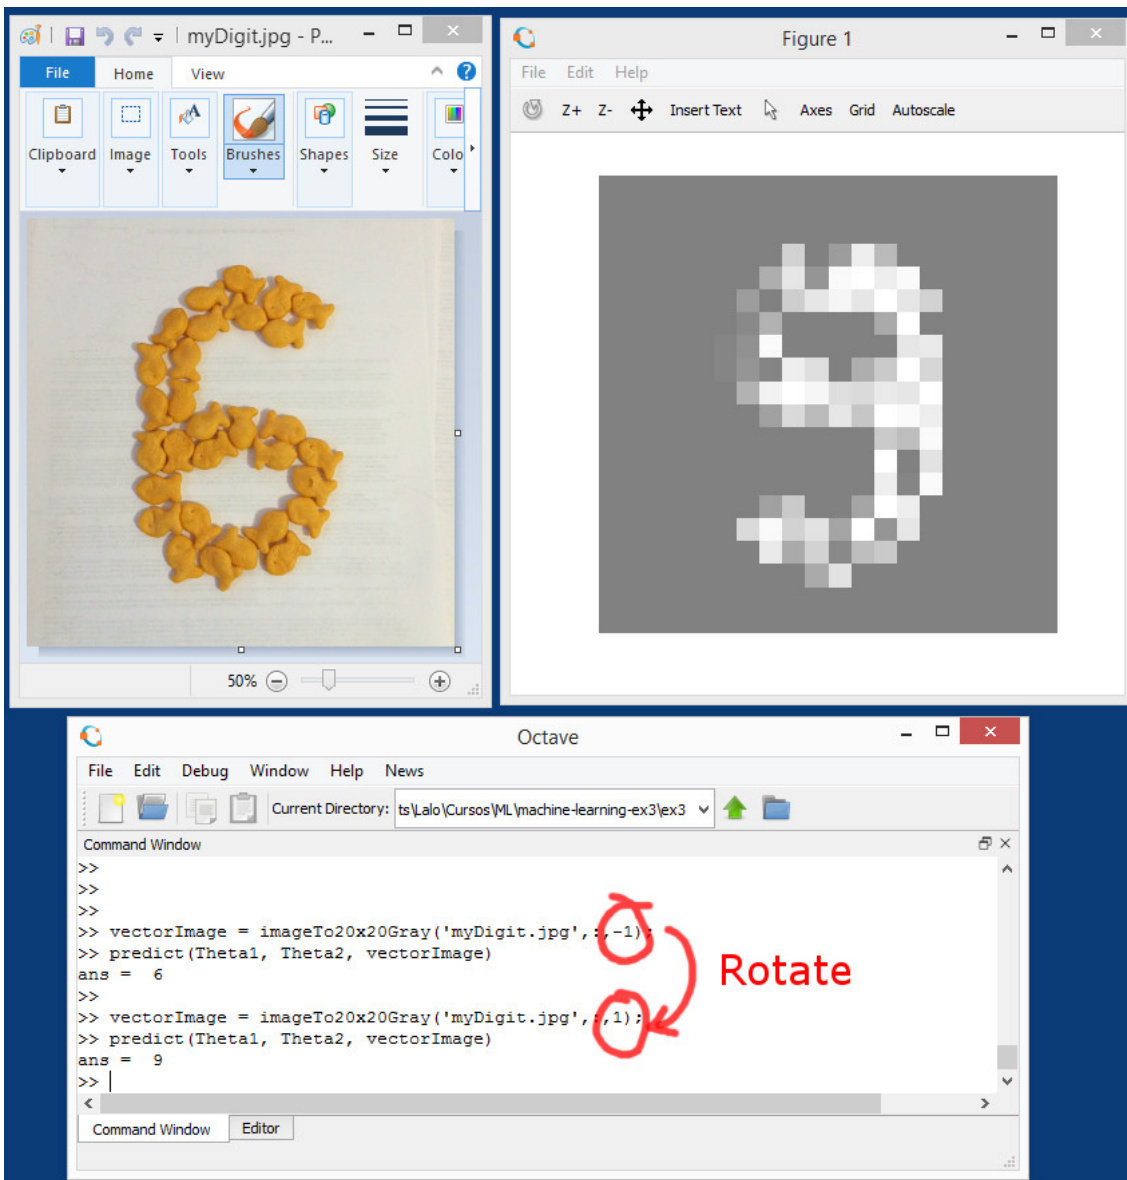 myDigit.jpg - P...
File Home View
Clipboard Image Tools Brushes Shapes Size Colo
50%
Figure 1
File Edit Help
Z+ Z- Insert Text Axes Grid Autoscale
Octave
File Edit Debug Window Help News
Current Directory: ts\Lalo\Cursos\ML\machine-learning-ex3\ex3
Command Window
>>
>>
>>
>> vectorImage = imageTo20x20Gray('myDigit.jpg',:,-1);
>> predict(Theta1, Theta2, vectorImage)
ans = 6
>>
>> vectorImage = imageTo20x20Gray('myDigit.jpg',:,1);
>> predict(Theta1, Theta2, vectorImage)
ans = 9
>>
Rotate
Command Window Editor